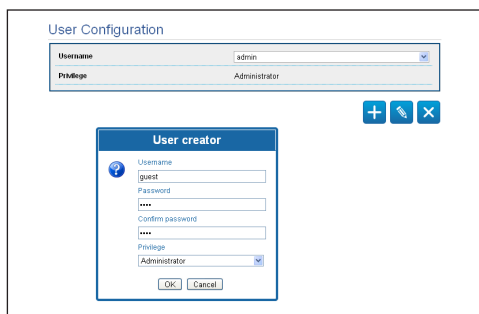 User Configuration
Username admin
Privilege Administrator
User creator
Username
guest
Password
••••
Confirm password
••••
Privilege
Administrator
OK Cancel